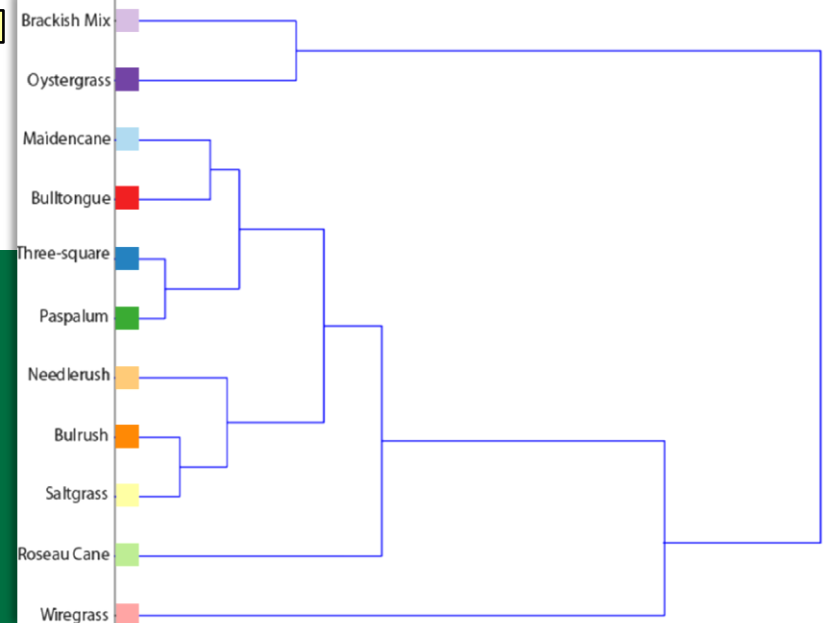 Brackish Mix
Oystergrass
Maidencane
Bulltongue
Three-square
Paspalum
Needlerush
Bulrush
Saltgrass
Roseau Cane
Wiregrass